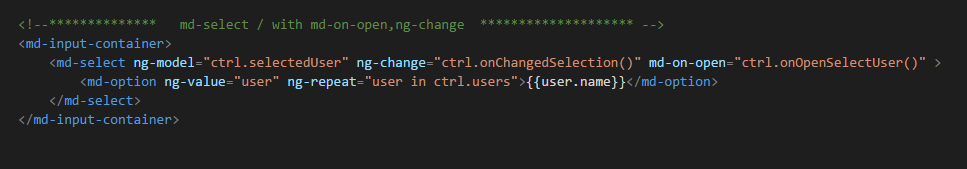 <!--**************   md-select / with md-on-open,ng-change  ******************** -->
<md-input-container>
    <md-select ng-model="ctrl.selectedUser" ng-change="ctrl.onChangedSelection()" md-on-open="ctrl.onOpenSelectUser()" >
        <md-option ng-value="user" ng-repeat="user in ctrl.users">{{user.name}}</md-option>
    </md-select>
</md-input-container>